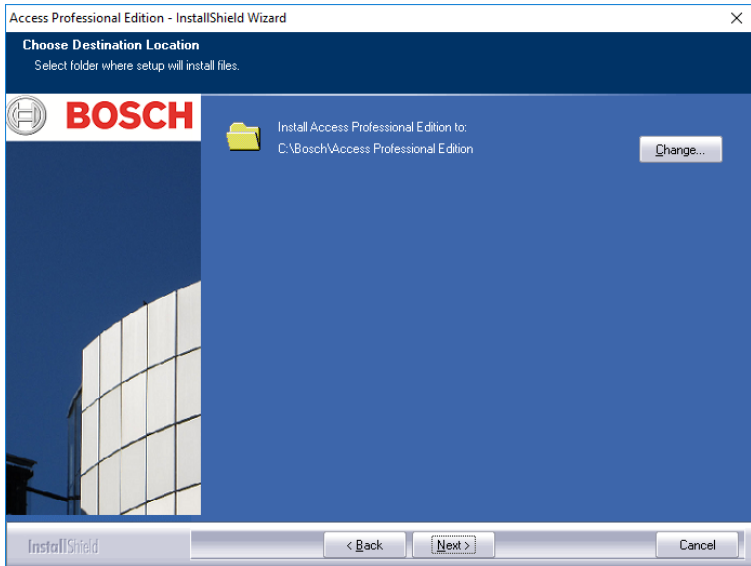 Access Professional Edition - InstallShield Wizard
Choose Destination Location
Select folder where setup will install files.
BOSCH
Install Access Professional Edition to:
C:\Bosch\Access Professional Edition
Change...
InstallShield
< Back
Next >
Cancel